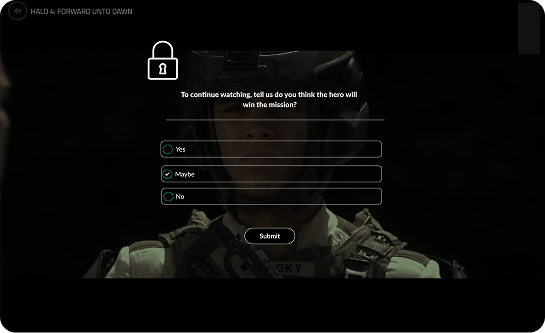 HALO 4: FORWARD UNTO DAWN
To continue watching, tell us do you think the hero will
win the mission?
Yes
Maybe
No
Submit
SKY